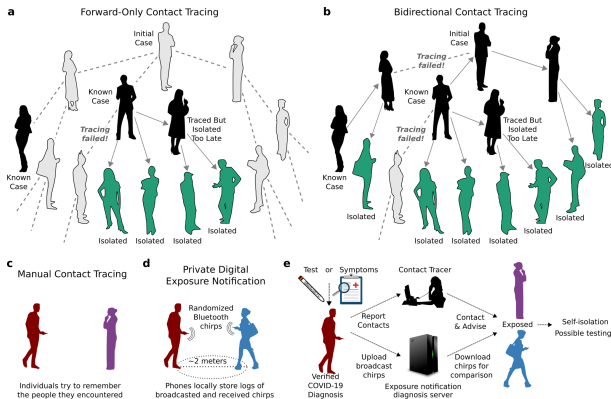 a
Forward-Only Contact Tracing
Initial
Case
Known
Case
Tracing
failed!
Traced But
Isolated
Too Late
Known
Case
Isolated Isolated Isolated Isolated
b
Bidirectional Contact Tracing
Initial
Case
Tracing
failed!
Known
Case
Tracing
failed!
Traced But
Isolated
Too Late
Known
Case
Isolated
Isolated
Isolated
Isolated Isolated Isolated
c
Manual Contact Tracing
Individuals try to remember
the people they encountered
d
Private Digital
Exposure Notification
Randomized
Bluetooth
chirps
~2 meters
Phones locally store logs of
broadcasted and received chirps
e
Test or Symptoms
Contact Tracer
Report
Contacts
Contact
& Advise
Exposed
Self-isolation
Possible testing
Upload
broadcast
chirps
Download
chirps for
comparison
Verified
COVID-19
Diagnosis
Exposure notification
diagnosis server